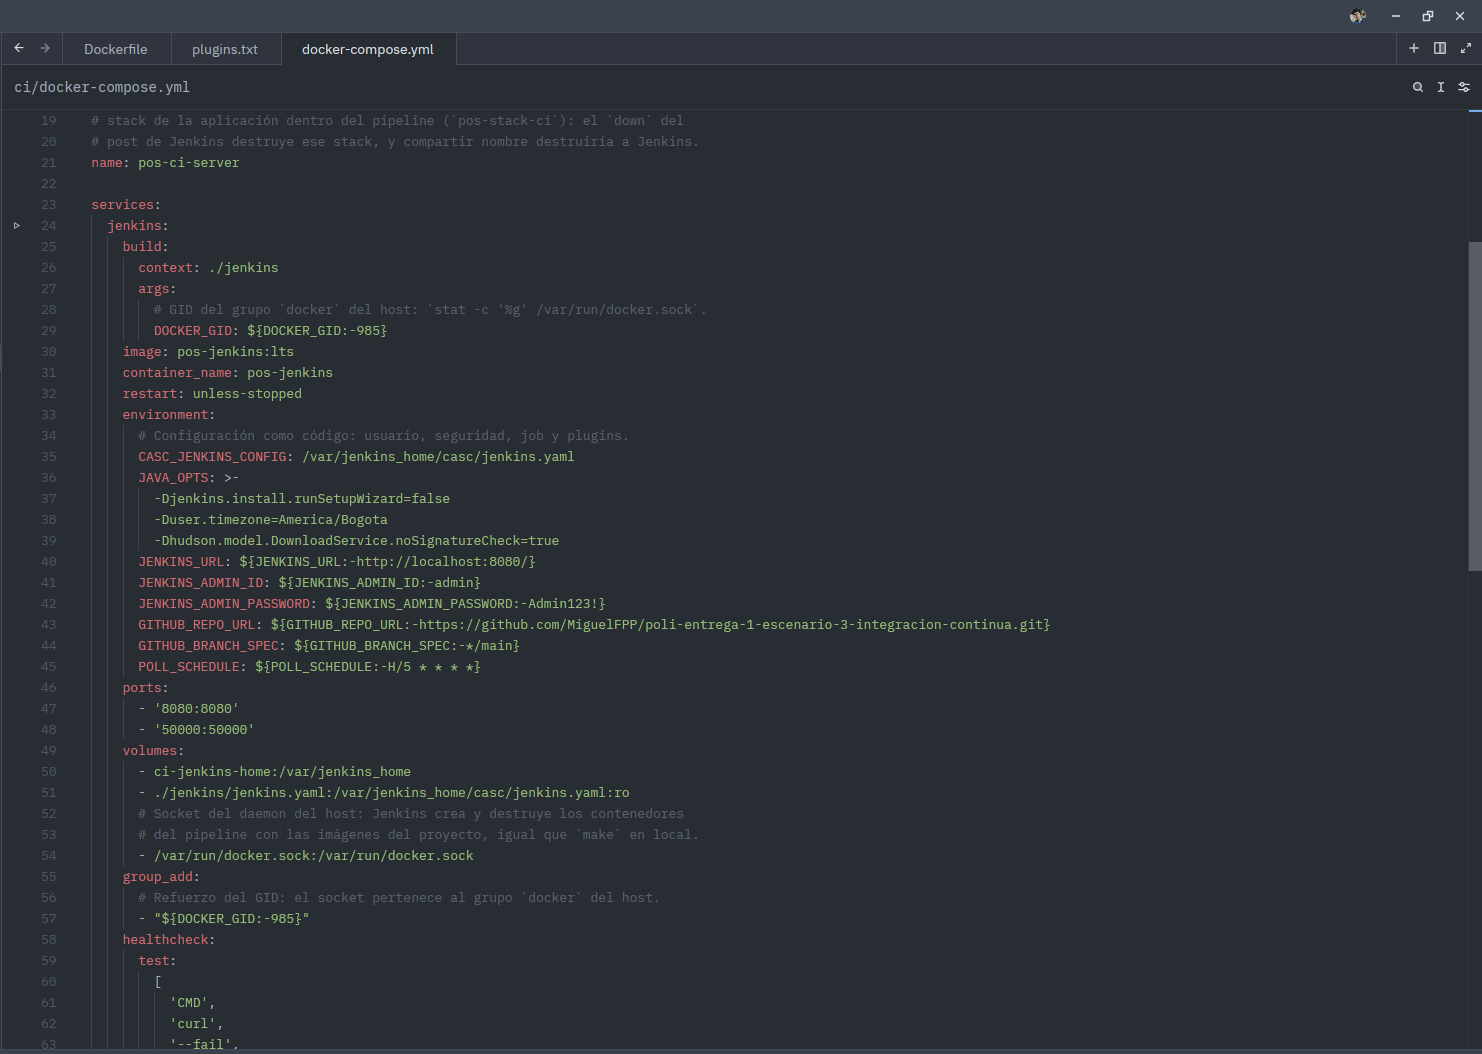 Dockerfile
plugins.txt
docker-compose.yml
ci/docker-compose.yml
19 # stack de la aplicación dentro del pipeline (`pos-stack-ci`): el `down` del
20 # post de Jenkins destruye ese stack, y compartir nombre destruiría a Jenkins.
21 name: pos-ci-server
22
23 services:
24   jenkins:
25     build:
26       context: ./jenkins
27       args:
28         # GID del grupo `docker` del host: `stat -c '%g' /var/run/docker.sock`.
29         DOCKER_GID: ${DOCKER_GID:-985}
30     image: pos-jenkins:lts
31     container_name: pos-jenkins
32     restart: unless-stopped
33     environment:
34       # Configuración como código: usuario, seguridad, job y plugins.
35       CASC_JENKINS_CONFIG: /var/jenkins_home/casc/jenkins.yaml
36       JAVA_OPTS: >-
37         -Djenkins.install.runSetupWizard=false
38         -Duser.timezone=America/Bogota
39         -Dhudson.model.DownloadService.noSignatureCheck=true
40       JENKINS_URL: ${JENKINS_URL:-http://localhost:8080/}
41       JENKINS_ADMIN_ID: ${JENKINS_ADMIN_ID:-admin}
42       JENKINS_ADMIN_PASSWORD: ${JENKINS_ADMIN_PASSWORD:-Admin123!}
43       GITHUB_REPO_URL: ${GITHUB_REPO_URL:-https://github.com/MiguelFPP/poli-entrega-1-escenario-3-integracion-continua.git}
44       GITHUB_BRANCH_SPEC: ${GITHUB_BRANCH_SPEC:-*/main}
45       POLL_SCHEDULE: ${POLL_SCHEDULE:-H/5 * * * *}
46     ports:
47       - '8080:8080'
48       - '50000:50000'
49     volumes:
50       - ci-jenkins-home:/var/jenkins_home
51       - ./jenkins/jenkins.yaml:/var/jenkins_home/casc/jenkins.yaml:ro
52       # Socket del daemon del host: Jenkins crea y destruye los contenedores
53       # del pipeline con las imágenes del proyecto, igual que `make` en local.
54       - /var/run/docker.sock:/var/run/docker.sock
55     group_add:
56       # Refuerzo del GID: el socket pertenece al grupo `docker` del host.
57       - "${DOCKER_GID:-985}"
58     healthcheck:
59       test:
60         [
61           'CMD',
62           'curl',
63           '--fail',